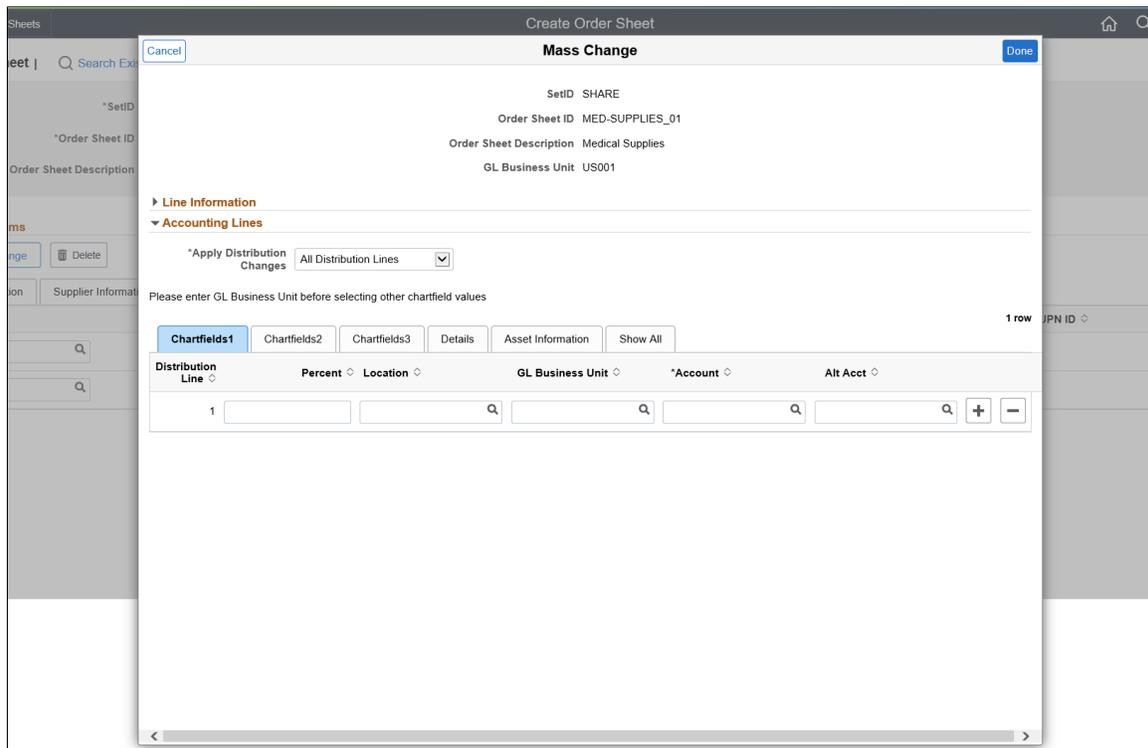 Sheets
Create Order Sheet
Cancel
Mass Change
Done
eet |
Search Exis
*SetID
*Order Sheet ID
Order Sheet Description
SetID SHARE
Order Sheet ID MED-SUPPLIES_01
Order Sheet Description Medical Supplies
GL Business Unit US001
Line Information
Accounting Lines
ms
nge
Delete
*Apply Distribution
Changes
All Distribution Lines
ion
Supplier Informati
Please enter GL Business Unit before selecting other chartfield values
1 row
UPN ID
Chartfields1
Chartfields2
Chartfields3
Details
Asset Information
Show All
Distribution
Line
Percent
Location
GL Business Unit
*Account
Alt Acct
1